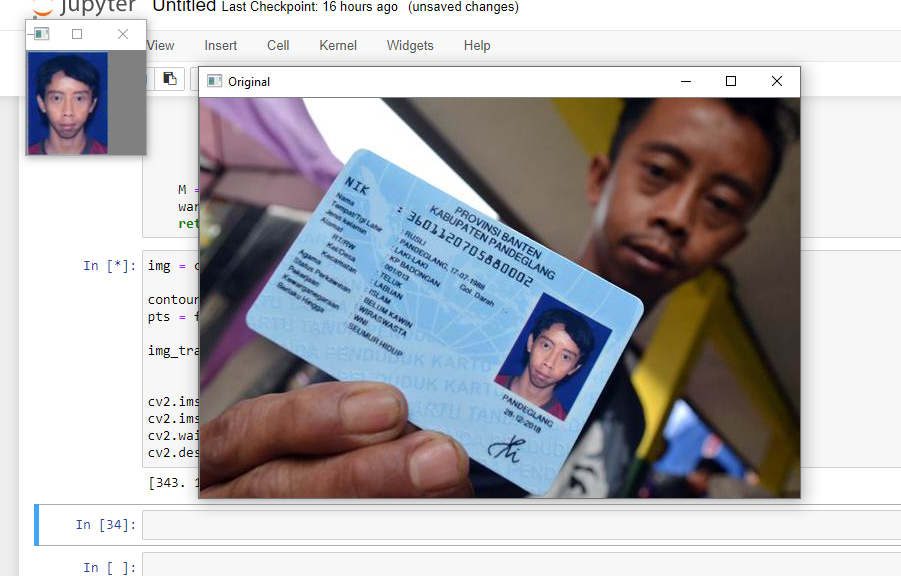 jupyter Untitled Last Checkpoint: 16 hours ago (unsaved changes)
View Insert Cell Kernel Widgets Help
Original
M =
war
ret
In [*]: img = c
contour
pts = f
img_tra
cv2.ims
cv2.ims
cv2.wai
cv2.des
[343. 1
PROVINSI BANTEN
KABUPATEN PANDEGLANG
NIK : 3601120705880002
Nama : RUSLI
Tempat/Tgl Lahir : PANDEGLANG, 17-07-1988
Jenis kelamin : LAKI-LAKI Gol. Darah : -
Alamat : KP BADONGAN
RT/RW : 001/013
Kel/Desa : TELUK
Kecamatan : LABUAN
Agama : ISLAM
Status Perkawinan : BELUM KAWIN
Pekerjaan : WIRASWASTA
Kewarganegaraan : WNI
Berlaku Hingga : SEUMUR HIDUP
PANDEGLANG
28-12-2018
In [34]:
In [ ]: